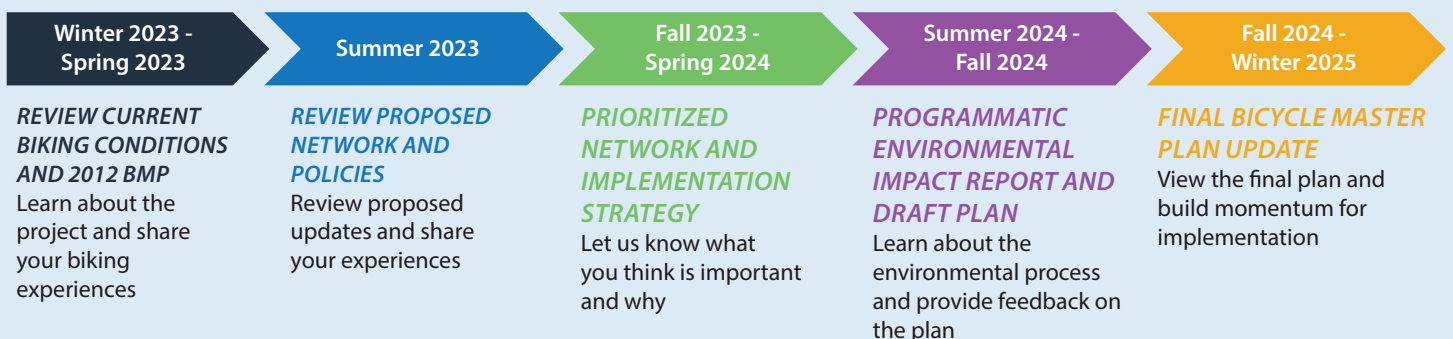 Winter 2023 -
Spring 2023
Summer 2023
Fall 2023 -
Spring 2024
Summer 2024 -
Fall 2024
Fall 2024 -
Winter 2025
REVIEW CURRENT
BIKING CONDITIONS
AND 2012 BMP
Learn about the
project and share
your biking
experiences
REVIEW PROPOSED
NETWORK AND
POLICIES
Review proposed
updates and share
your experiences
PRIORITIZED
NETWORK AND
IMPLEMENTATION
STRATEGY
Let us know what
you think is important
and why
PROGRAMMATIC
ENVIRONMENTAL
IMPACT REPORT AND
DRAFT PLAN
Learn about the
environmental process
and provide feedback on
the plan
FINAL BICYCLE MASTER
PLAN UPDATE
View the final plan and
build momentum for
implementation